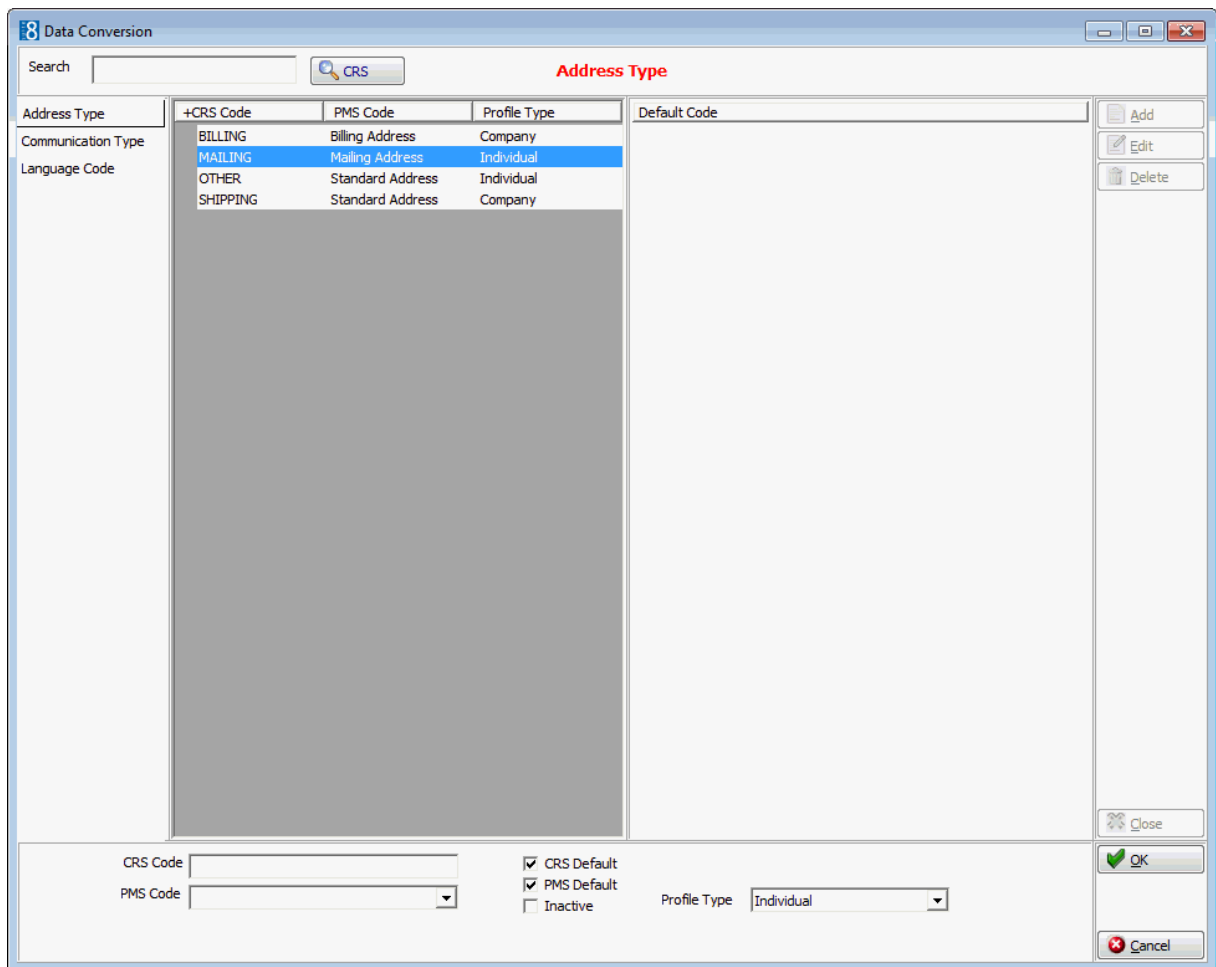 8 Data Conversion
Search CRS Address Type
Address Type
Communication Type
Language Code
+CRS Code PMS Code Profile Type Default Code
BILLING Billing Address Company
MAILING Mailing Address Individual
OTHER Standard Address Individual
SHIPPING Standard Address Company
Add
Edit
Delete
Close
CRS Code
PMS Code
CRS Default
PMS Default
Inactive
Profile Type Individual
OK
Cancel